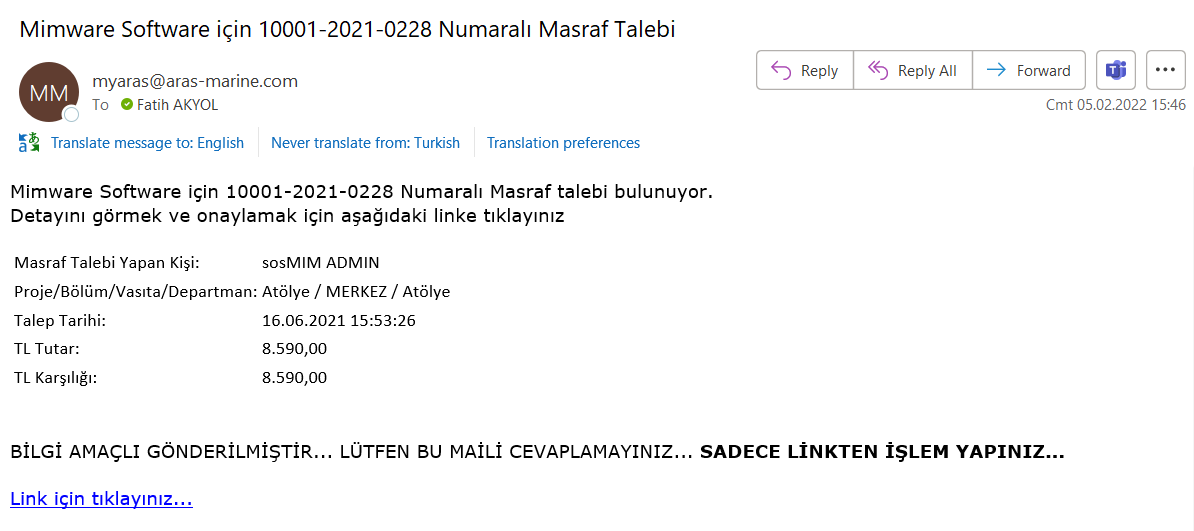 Mimware Software için 10001-2021-0228 Numaralı Masraf Talebi
MM
myaras@aras-marine.com
To Fatih AKYOL
Reply
Reply All
Forward
Cmt 05.02.2022 15:46
Translate message to: English
Never translate from: Turkish
Translation preferences
Mimware Software için 10001-2021-0228 Numaralı Masraf talebi bulunuyor.
Detayını görmek ve onaylamak için aşağıdaki linke tıklayınız
Masraf Talebi Yapan Kişi: sosMIM ADMIN
Proje/Bölüm/Vasıta/Departman: Atölye / MERKEZ / Atölye
Talep Tarihi: 16.06.2021 15:53:26
TL Tutar: 8.590,00
TL Karşılığı: 8.590,00
BİLGİ AMAÇLI GÖNDERİLMİŞTİR... LÜTFEN BU MAİLİ CEVAPLAMAYINIZ... SADECE LİNKTEN İŞLEM YAPINIZ...
Link için tıklayınız...